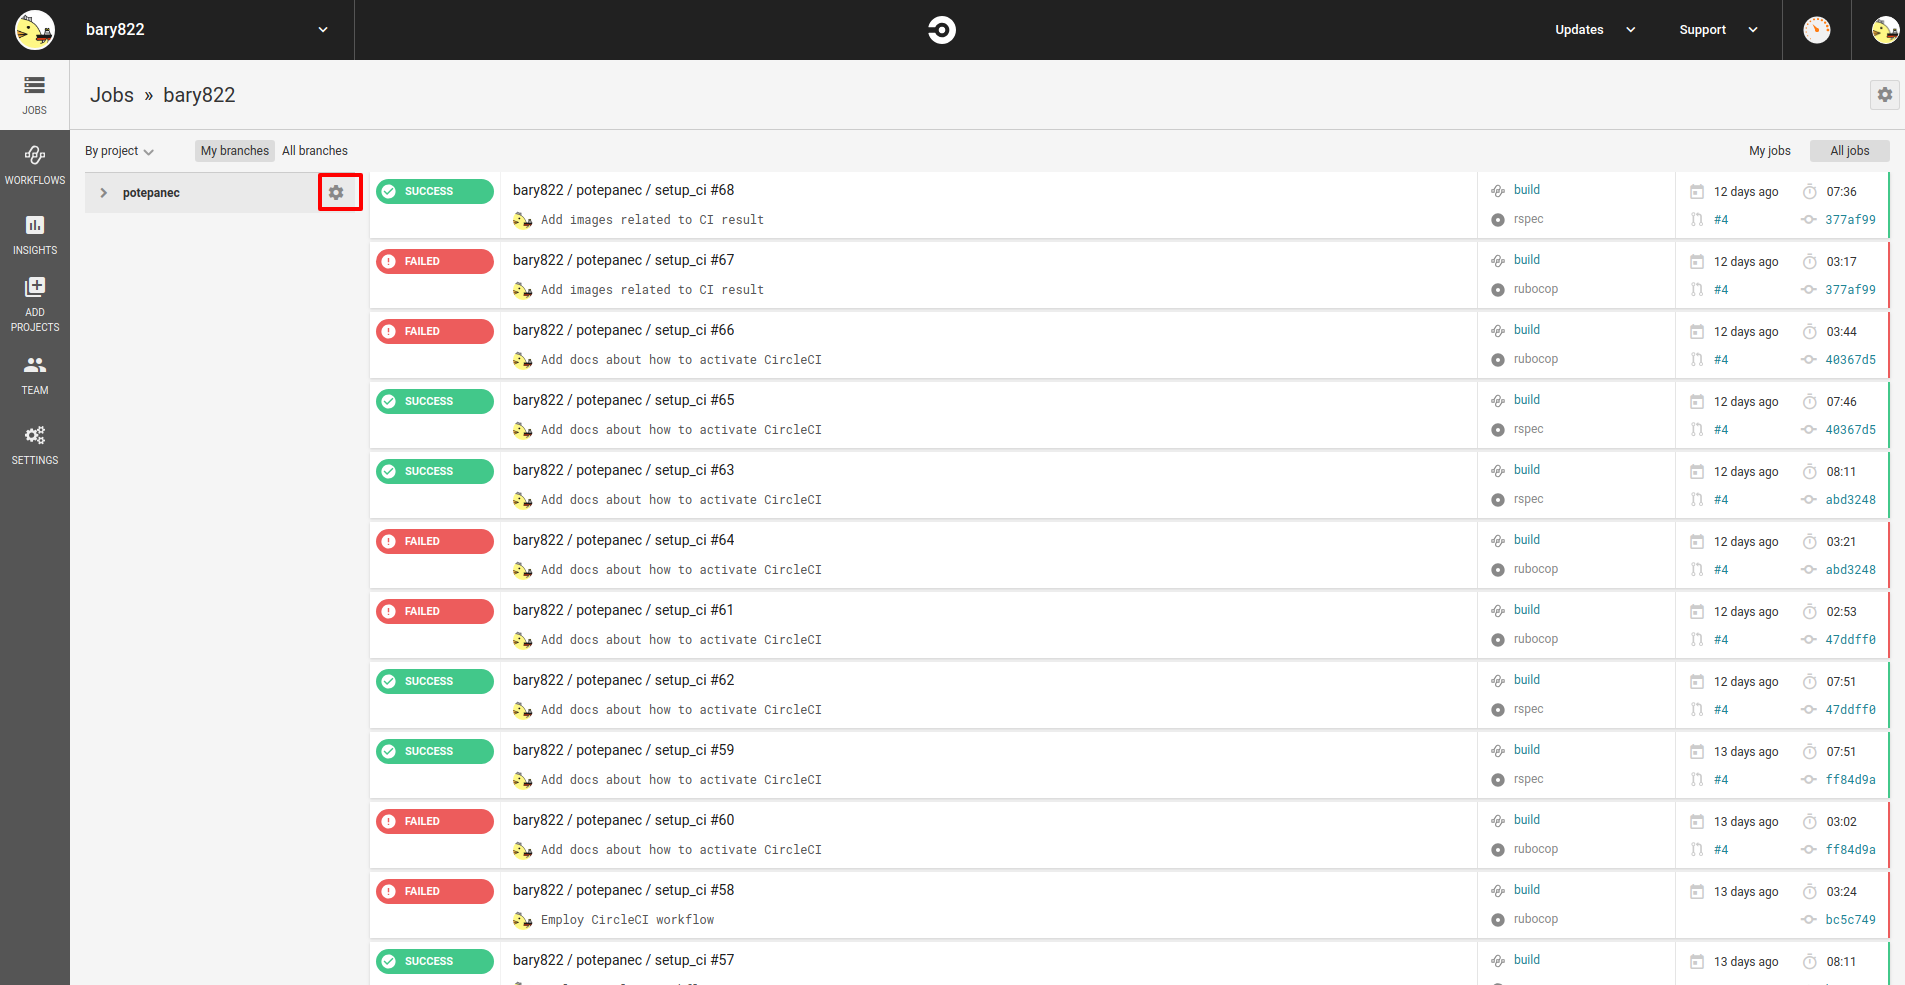 bary822
Updates
Support
JOBS
Jobs » bary822
WORKFLOWS
INSIGHTS
ADD
PROJECTS
TEAM
SETTINGS
By project
My branches
All branches
My jobs
All jobs
potepanec
SUCCESS
bary822 / potepanec / setup_ci #68
Add images related to CI result
build
rspec
12 days ago
07:36
#4
377af99
FAILED
bary822 / potepanec / setup_ci #67
Add images related to CI result
build
rubocop
12 days ago
03:17
#4
377af99
FAILED
bary822 / potepanec / setup_ci #66
Add docs about how to activate CircleCI
build
rubocop
12 days ago
03:44
#4
40367d5
SUCCESS
bary822 / potepanec / setup_ci #65
Add docs about how to activate CircleCI
build
rspec
12 days ago
07:46
#4
40367d5
SUCCESS
bary822 / potepanec / setup_ci #63
Add docs about how to activate CircleCI
build
rspec
12 days ago
08:11
#4
abd3248
FAILED
bary822 / potepanec / setup_ci #64
Add docs about how to activate CircleCI
build
rubocop
12 days ago
03:21
#4
abd3248
FAILED
bary822 / potepanec / setup_ci #61
Add docs about how to activate CircleCI
build
rubocop
12 days ago
02:53
#4
47ddff0
SUCCESS
bary822 / potepanec / setup_ci #62
Add docs about how to activate CircleCI
build
rspec
12 days ago
07:51
#4
47ddff0
SUCCESS
bary822 / potepanec / setup_ci #59
Add docs about how to activate CircleCI
build
rspec
13 days ago
07:51
#4
ff84d9a
FAILED
bary822 / potepanec / setup_ci #60
Add docs about how to activate CircleCI
build
rubocop
13 days ago
03:02
#4
ff84d9a
FAILED
bary822 / potepanec / setup_ci #58
Employ CircleCI workflow
build
rubocop
13 days ago
03:24
bc5c749
SUCCESS
bary822 / potepanec / setup_ci #57
build
13 days ago
08:11